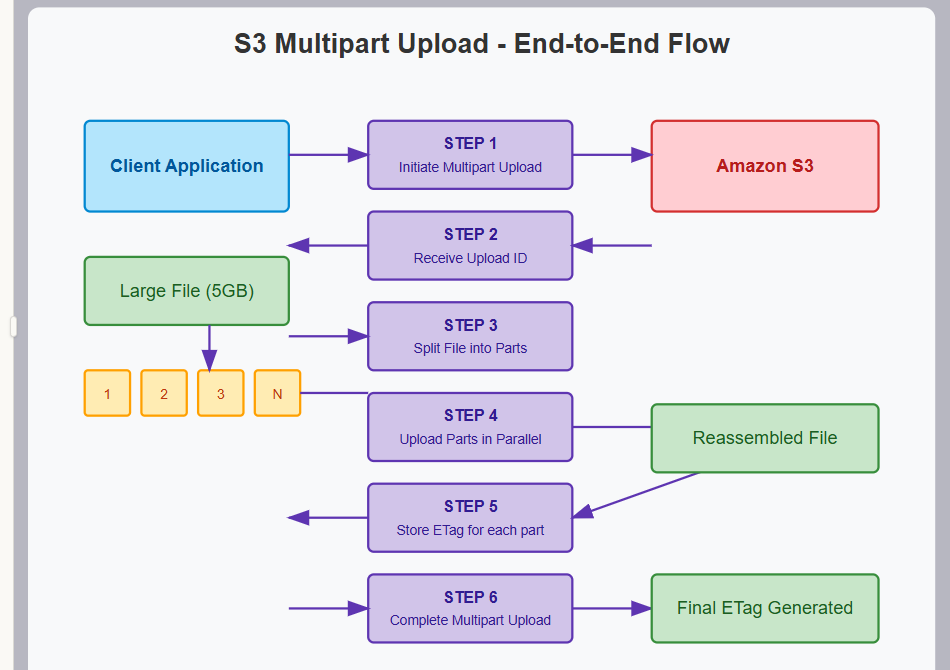 S3 Multipart Upload - End-to-End Flow
Client Application
STEP 1
Initiate Multipart Upload
Amazon S3
STEP 2
Receive Upload ID
Large File (5GB)
STEP 3
Split File into Parts
1
2
3
N
STEP 4
Upload Parts in Parallel
Reassembled File
STEP 5
Store ETag for each part
STEP 6
Complete Multipart Upload
Final ETag Generated